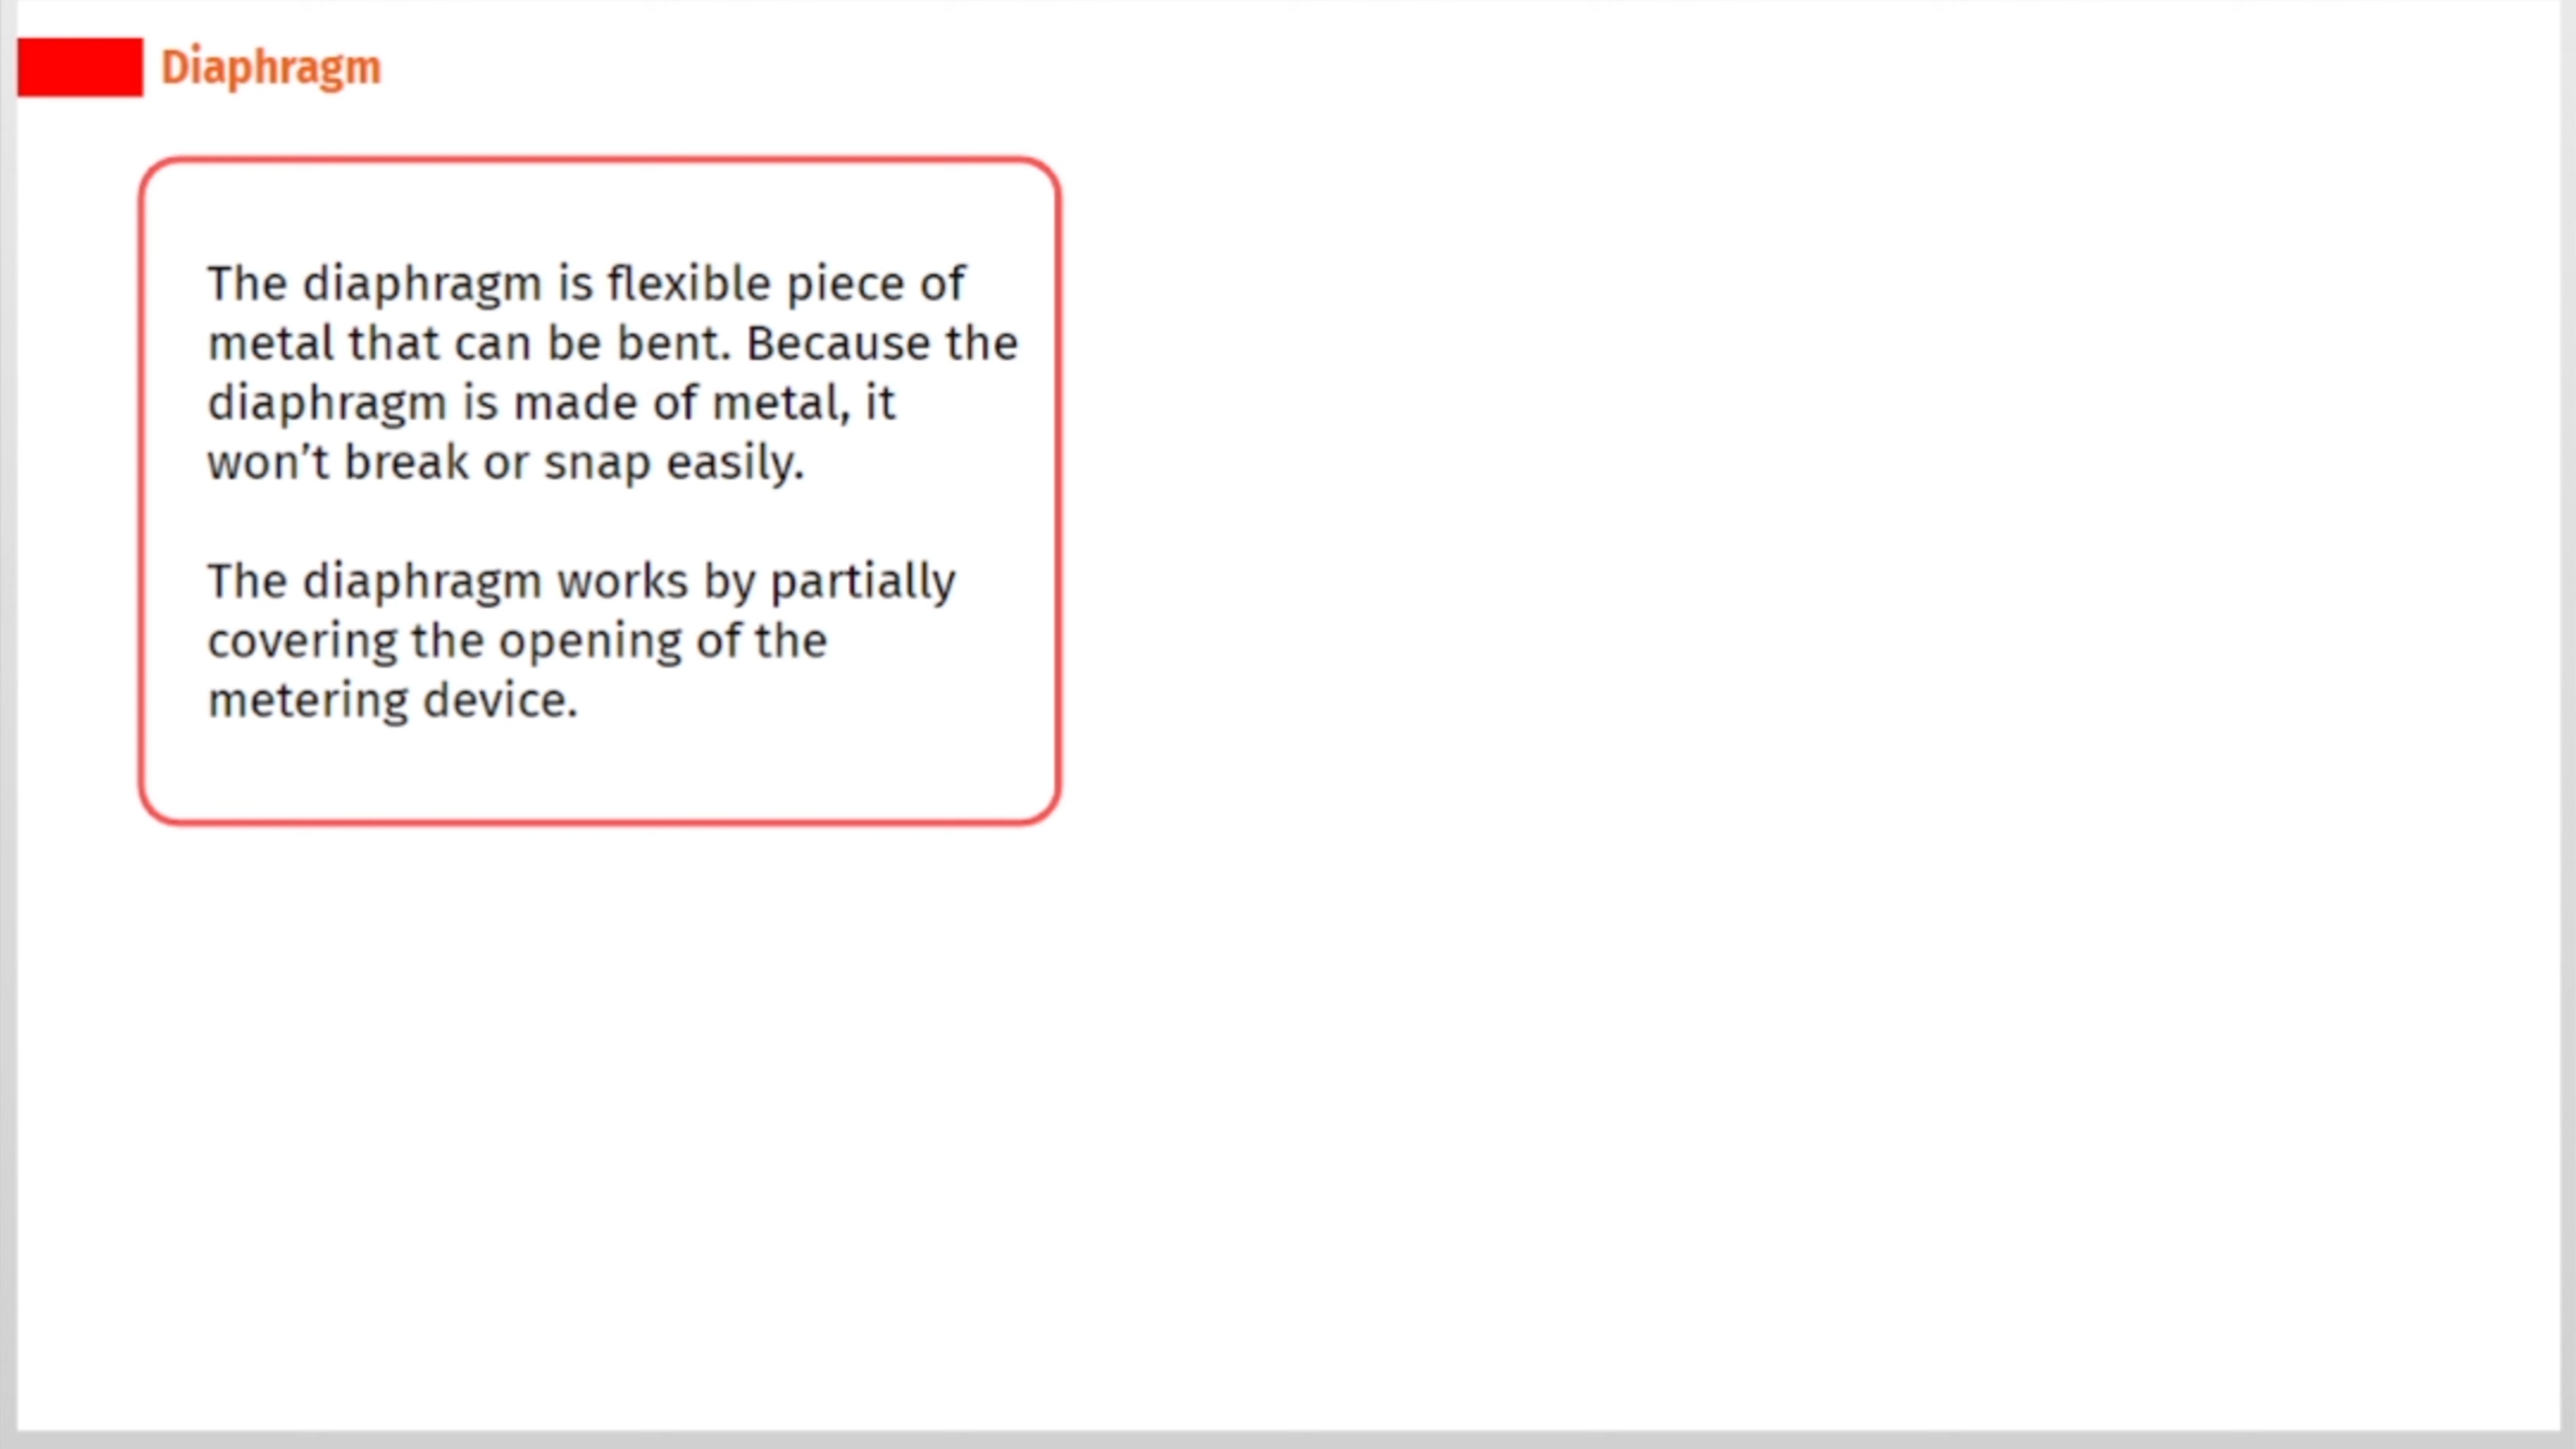 Diaphragm
The diaphragm is flexible piece of
metal that can be bent. Because the
diaphragm is made of metal, it
won’t break or snap easily.
The diaphragm works by partially
covering the opening of the
metering device.